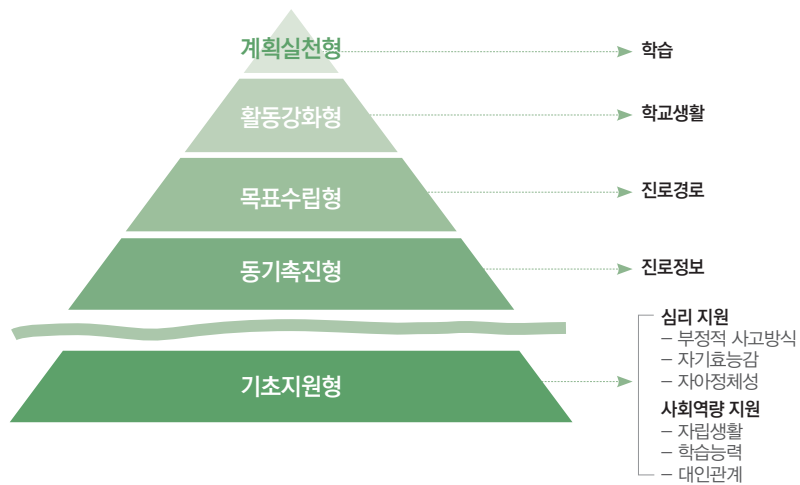 계획실천형
학습
활동강화형
학교생활
목표수립형
진로경로
동기촉진형
진로정보
기초지원형
심리 지원
– 부정적 사고방식
– 자기효능감
– 자아정체성
사회역량 지원
– 자립생활
– 학습능력
– 대인관계